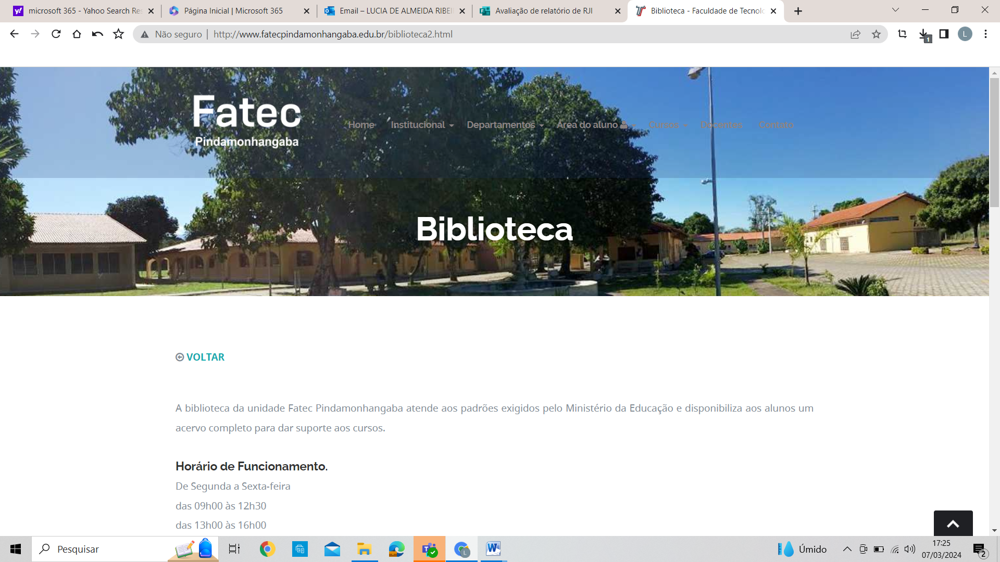 microsoft 365 - Yahoo Search Res
Página Inicial | Microsoft 365
Email – LUCIA DE ALMEIDA RIBEI
Avaliação de relatório de RJI
Biblioteca - Faculdade de Tecnolo
Não seguro | http://www.fatecpindamonhangaba.edu.br/biblioteca2.html
1
L
Fatec
Pindamonhangaba
Home Institucional Departamentos Área do aluno Cursos Docentes Contato
Biblioteca
VOLTAR
A biblioteca da unidade Fatec Pindamonhangaba atende aos padrões exigidos pelo Ministério da Educação e disponibiliza aos alunos um
acervo completo para dar suporte aos cursos.
Horário de Funcionamento.
De Segunda a Sexta-feira
das 09h00 às 12h30
das 13h00 às 16h00
Pesquisar
L
Úmido
17:25
07/03/2024
2